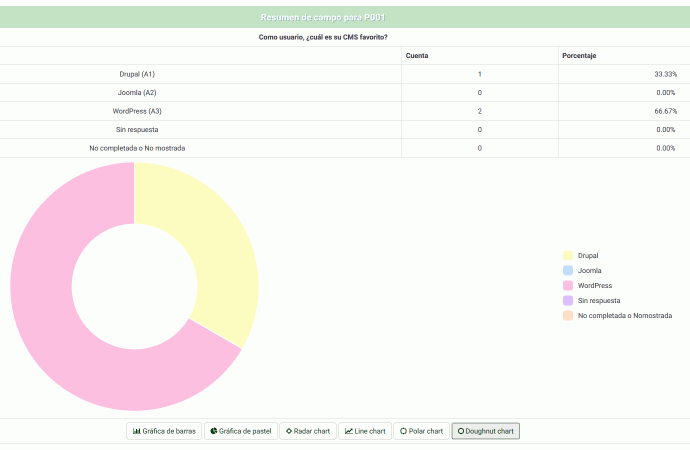 Resumen de campo para P001
Como usuario, ¿cuál es su CMS favorito?
Cuenta Porcentaje
Drupal (A1) 1 33.33%
Joomla (A2) 0 0.00%
WordPress (A3) 2 66.67%
Sin respuesta 0 0.00%
No completada o No mostrada 0 0.00%
Drupal
Joomla
WordPress
Sin respuesta
No completada o Nomostrada
Gráfica de barras Gráfica de pastel Radar chart Line chart Polar chart Doughnut chart